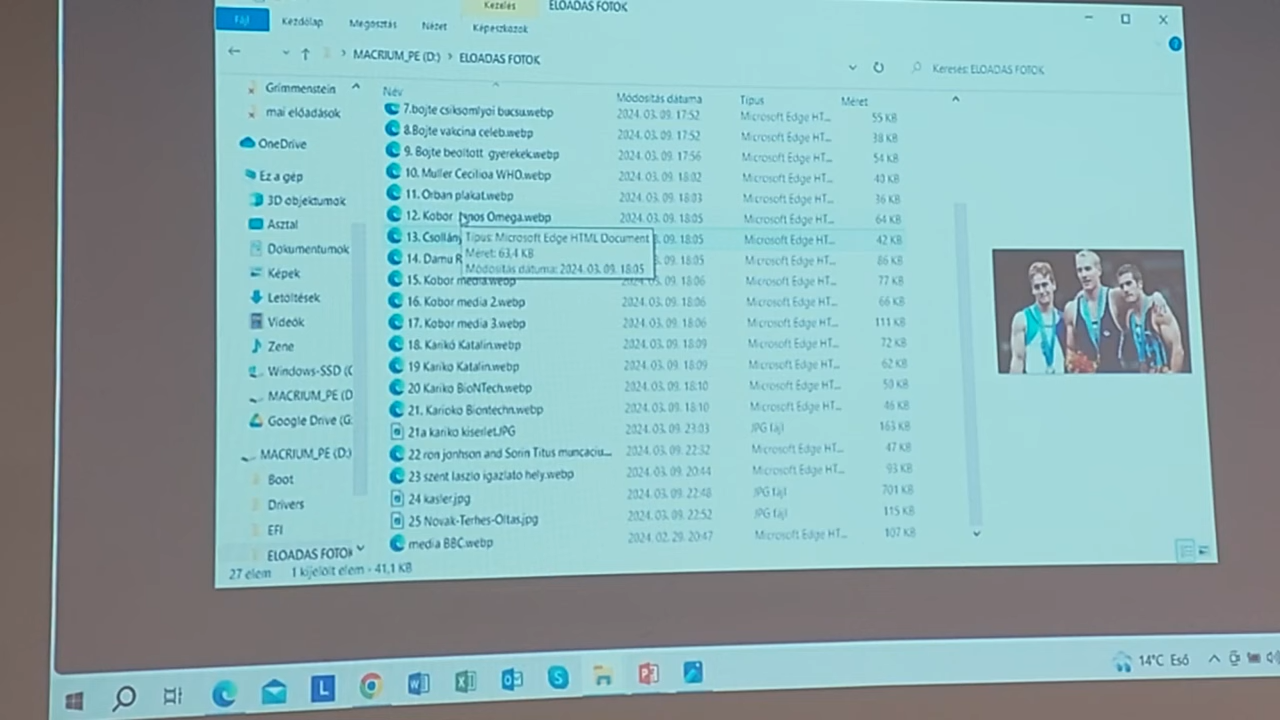 Kezelés ELOADAS FOTOK
Fájl Kezdőlap Megosztás Nézet Képeszközök
MACRIUM_PE (D:) > ELOADAS FOTOK Keresés: ELOADAS FOTOK
Grimmenstein
mai előadások
OneDrive
Ez a gép
3D objektumok
Asztal
Dokumentumok
Képek
Letöltések
Videók
Zene
Windows-SSD (C
MACRIUM_PE (D
Google Drive (G:
MACRIUM_PE (D:)
Boot
Drivers
EFI
ELOADAS FOTOK
Név Módosítás dátuma Típus Méret
7.bojte csiksomlyoi bucsu.webp 2024. 03. 09. 17:52 Microsoft Edge HT... 55 KB
8.Bojte vakcina celeb.webp 2024. 03. 09. 17:52 Microsoft Edge HT... 38 KB
9. Bojte beoltott gyerekek.webp 2024. 03. 09. 17:56 Microsoft Edge HT... 54 KB
10. Muller Cecilioa WHO.webp 2024. 03. 09. 18:02 Microsoft Edge HT... 40 KB
11. Orban plakat.webp 2024. 03. 09. 18:03 Microsoft Edge HT... 36 KB
12. Kobor Janos Omega.webp 2024. 03. 09. 18:05 Microsoft Edge HT... 64 KB
13. Csollány 3. 09. 18:05 Microsoft Edge HT... 42 KB
14. Damu R 3. 09. 18:05 Microsoft Edge HT... 86 KB
Típus: Microsoft Edge HTML Document
Méret: 63,4 KB
Módosítás dátuma: 2024. 03. 09. 18:05
15. Kobor media.webp 2024. 03. 09. 18:06 Microsoft Edge HT... 77 KB
16. Kobor media 2.webp 2024. 03. 09. 18:06 Microsoft Edge HT... 66 KB
17. Kobor media 3.webp 2024. 03. 09. 18:06 Microsoft Edge HT... 111 KB
18. Karikó Katalin.webp 2024. 03. 09. 18:09 Microsoft Edge HT... 72 KB
19 Kariko Katalin.webp 2024. 03. 09. 18:09 Microsoft Edge HT... 62 KB
20 Kariko BioNTech.webp 2024. 03. 09. 18:10 Microsoft Edge HT... 50 KB
21. Karioko Biontechn.webp 2024. 03. 09. 18:10 Microsoft Edge HT... 46 KB
21a kariko kiserlet.JPG 2024. 03. 09. 23:03 JPG fájl 163 KB
22 ron jonhson and Sorin Titus muncaciu... 2024. 03. 09. 22:32 Microsoft Edge HT... 47 KB
23 szent laszlo igazlato hely.webp 2024. 03. 09. 20:44 Microsoft Edge HT... 93 KB
24 kasler.jpg 2024. 03. 09. 22:48 JPG fájl 701 KB
25 Novak-Terhes-Oltas.jpg 2024. 03. 09. 22:52 JPG fájl 115 KB
media BBC.webp 2024. 02. 29. 20:47 Microsoft Edge HT... 107 KB
27 elem 1 kijelölt elem - 41,1 KB
14°C Eső